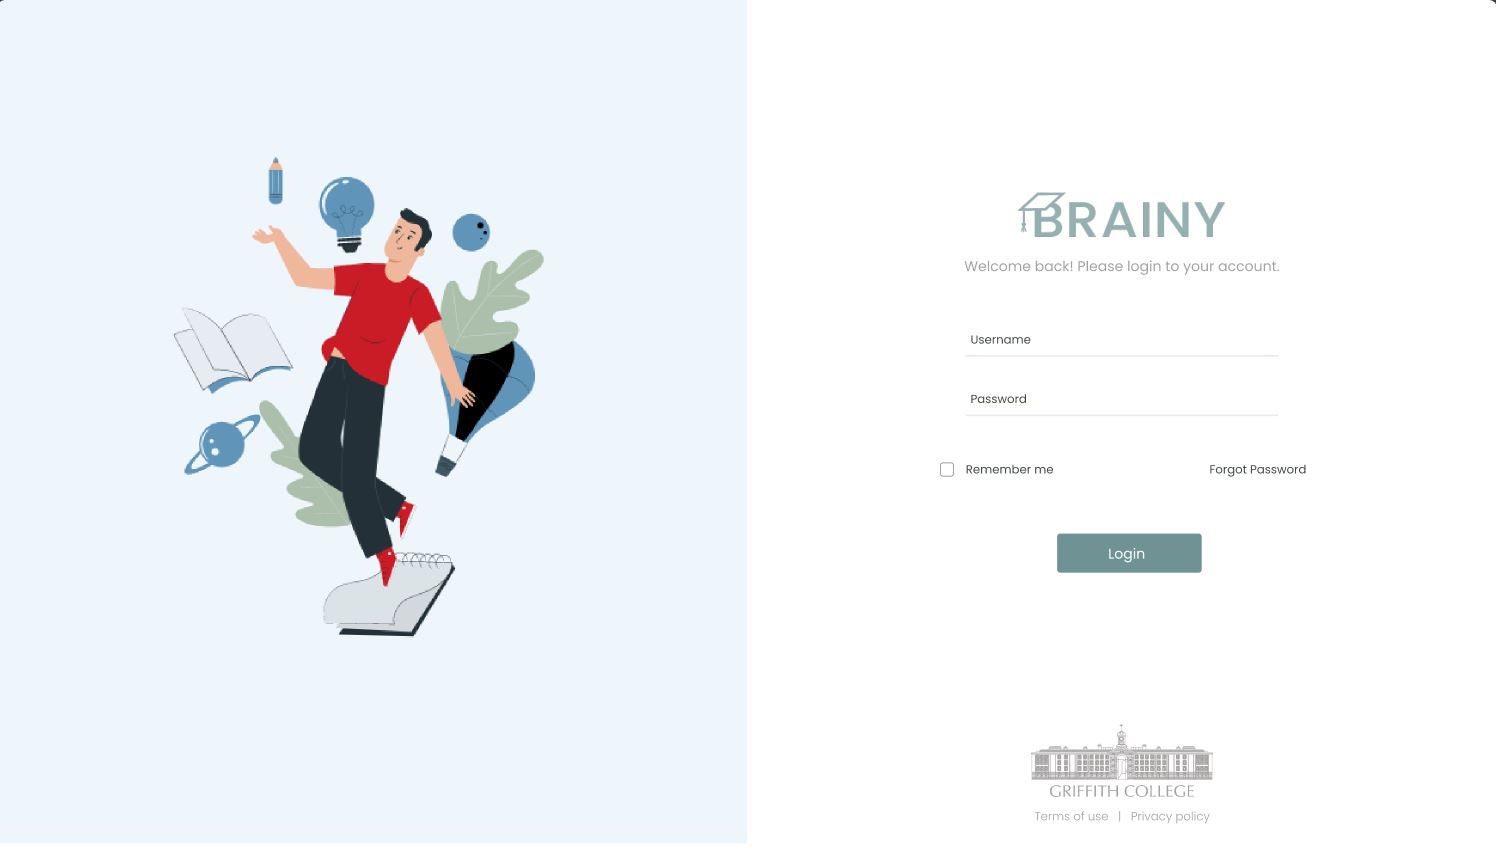 BRAINY
Welcome back! Please login to your account.
Username
Password
Remember me
Forgot Password
Login
GRIFFITH COLLEGE
Terms of use | Privacy policy